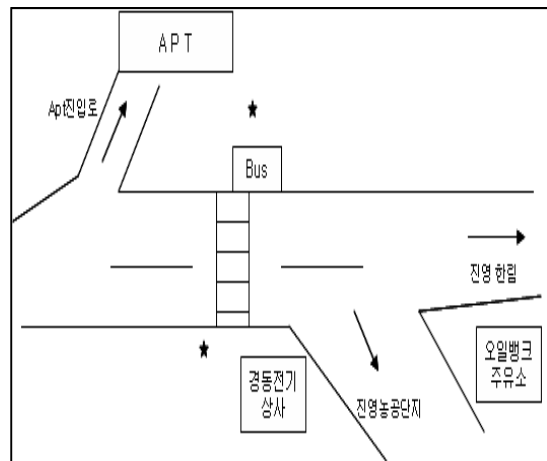 APT
Apt진입로
Bus
진영 한림
오일뱅크
주유소
경동전기
상사
진영농공단지